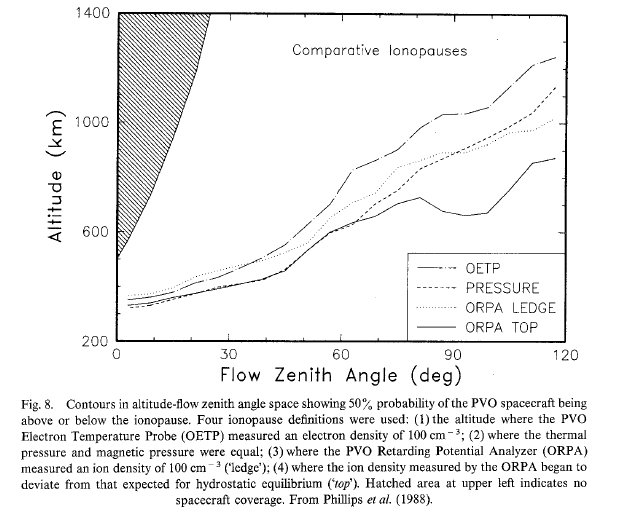 1400
Comparative Ionopauses
1000
Altitude (km)
600
OETP
PRESSURE
ORPA LEDGE
ORPA TOP
200
0 30 60 90 120
Flow Zenith Angle (deg)
Fig. 8. Contours in altitude-flow zenith angle space showing 50% probability of the PVO spacecraft being
above or below the ionopause. Four ionopause definitions were used: (1) the altitude where the PVO
Electron Temperature Probe (OETP) measured an electron density of 100 cm⁻³; (2) where the thermal
pressure and magnetic pressure were equal; (3) where the PVO Retarding Potential Analyzer (ORPA)
measured an ion density of 100 cm⁻³ ('ledge'); (4) where the ion density measured by the ORPA began to
deviate from that expected for hydrostatic equilibrium ('top'). Hatched area at upper left indicates no
spacecraft coverage. From Phillips et al. (1988).